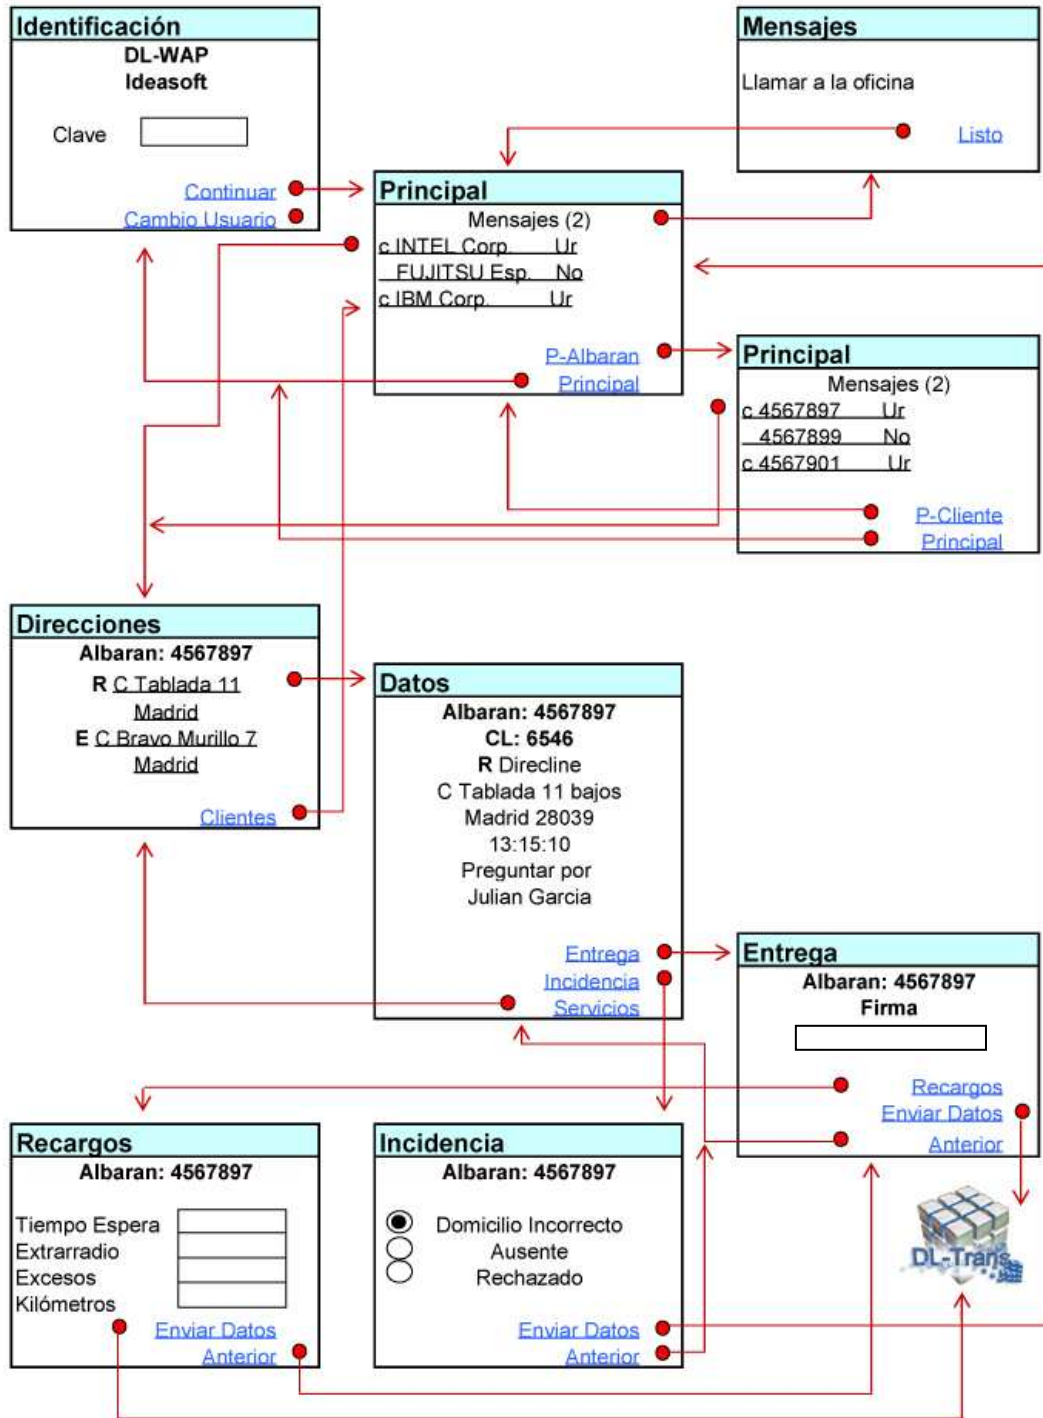 Identificación
DL-WAP
Ideasoft
Clave
Continuar
Cambio Usuario
Mensajes
Llamar a la oficina
Listo
Principal
Mensajes (2)
c INTEL Corp. Ur
FUJITSU Esp. No
c IBM Corp. Ur
P-Albaran
Principal
Principal
Mensajes (2)
c 4567897 Ur
4567899 No
c 4567901 Ur
P-Cliente
Principal
Direcciones
Albaran: 4567897
R C Tablada 11
Madrid
E C Bravo Murillo 7
Madrid
Clientes
Datos
Albaran: 4567897
CL: 6546
R Direcline
C Tablada 11 bajos
Madrid 28039
13:15:10
Preguntar por
Julian Garcia
Entrega
Incidencia
Servicios
Entrega
Albaran: 4567897
Firma
Recargos
Enviar Datos
Anterior
Recargos
Albaran: 4567897
Tiempo Espera
Extrarradio
Excesos
Kilómetros
Enviar Datos
Anterior
Incidencia
Albaran: 4567897
Domicilio Incorrecto
Ausente
Rechazado
Enviar Datos
Anterior
DL-Trans